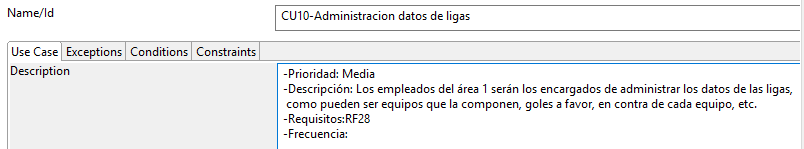 Name/Id
CU10-Administracion datos de ligas
Use Case Exceptions Conditions Constraints
Description
-Prioridad: Media
-Descripción: Los empleados del área 1 serán los encargados de administrar los datos de las ligas,
como pueden ser equipos que la componen, goles a favor, en contra de cada equipo, etc.
-Requisitos:RF28
-Frecuencia: